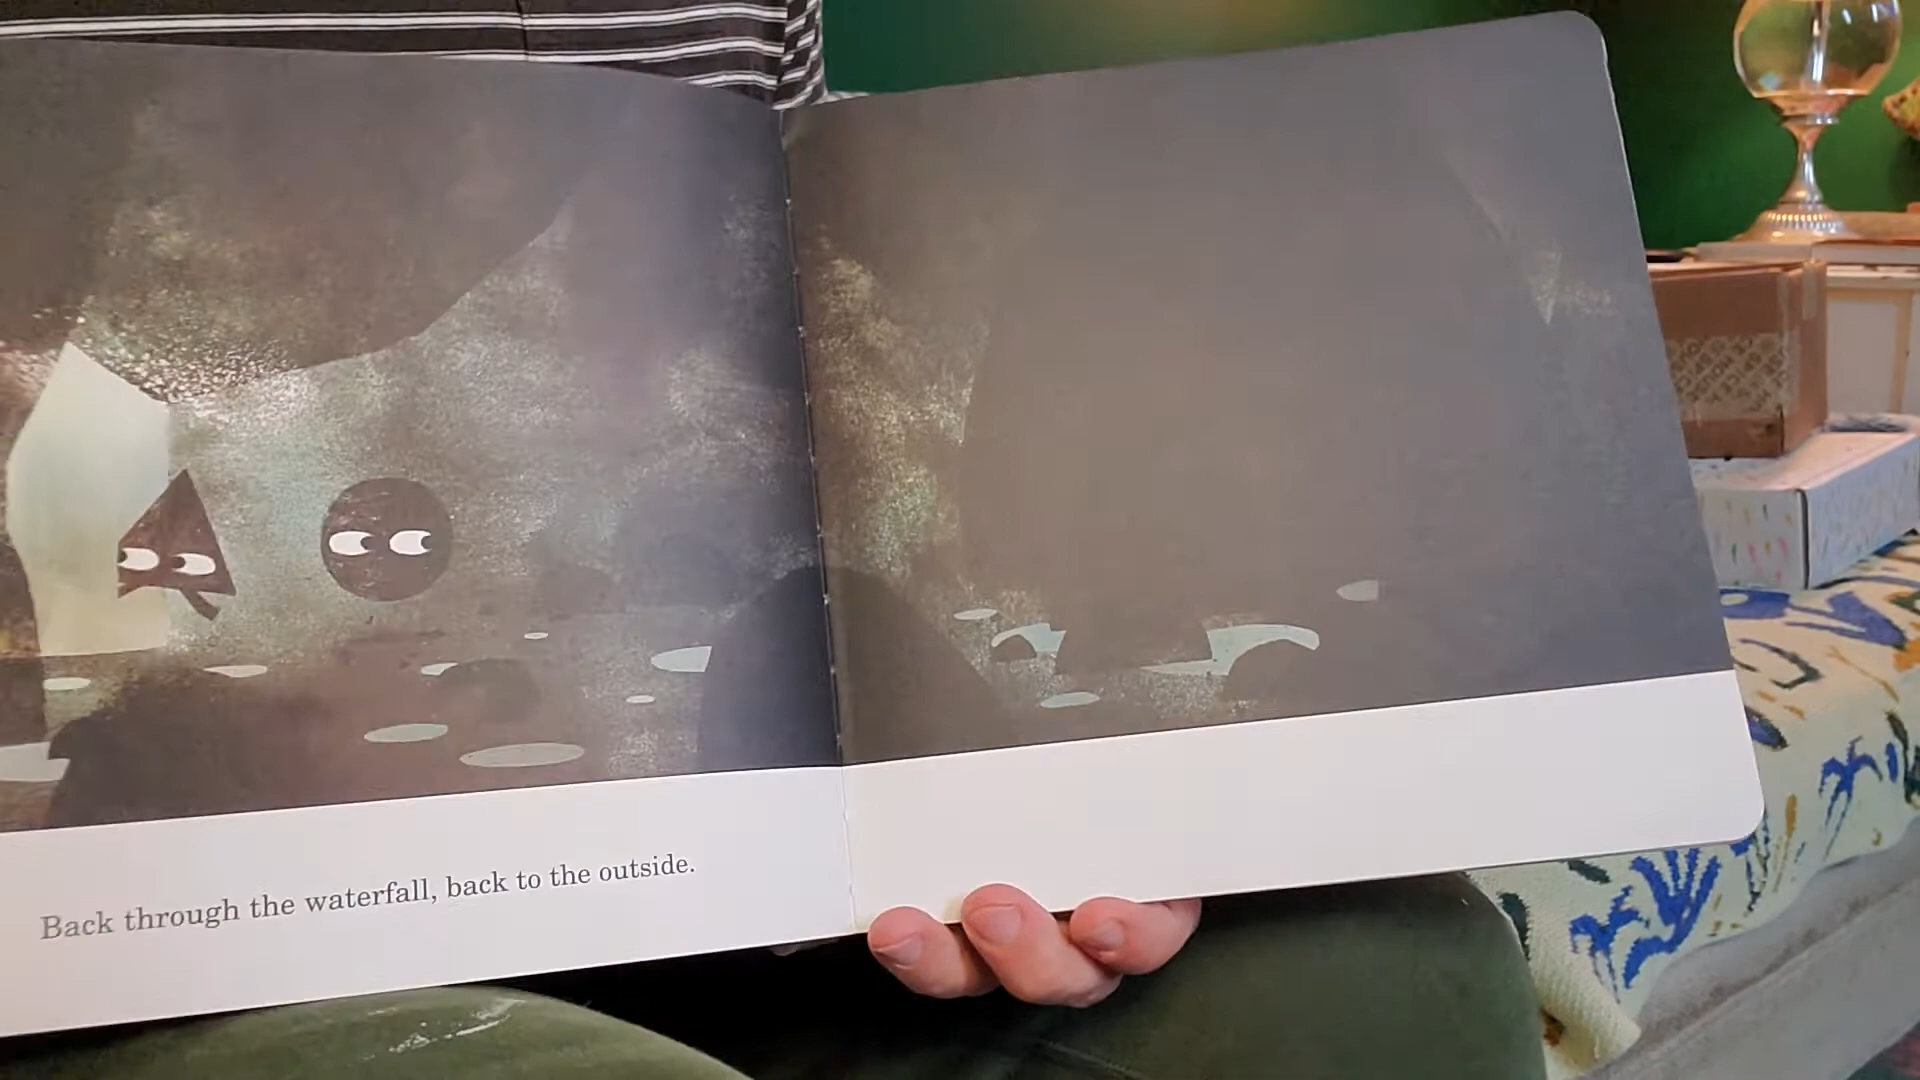 Back through the waterfall, back to the outside.